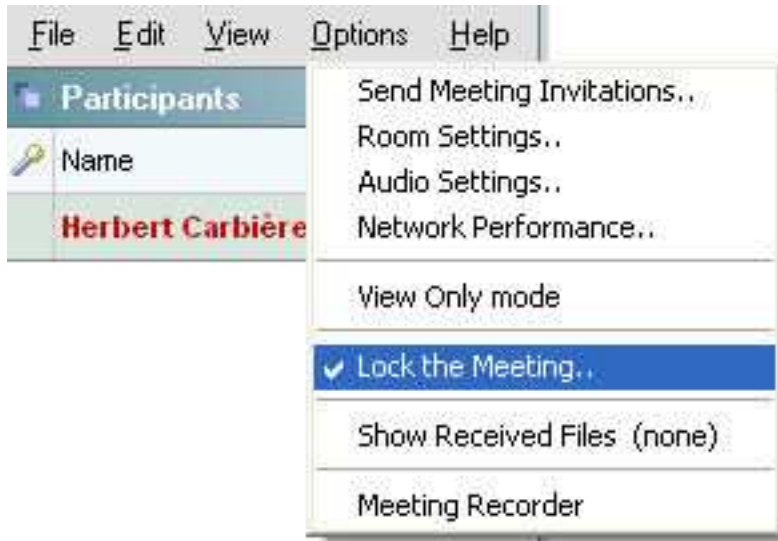 File Edit View Options Help
Participants
Name
Herbert Carbière
Send Meeting Invitations..
Room Settings..
Audio Settings..
Network Performance..
View Only mode
Lock the Meeting..
Show Received Files (none)
Meeting Recorder